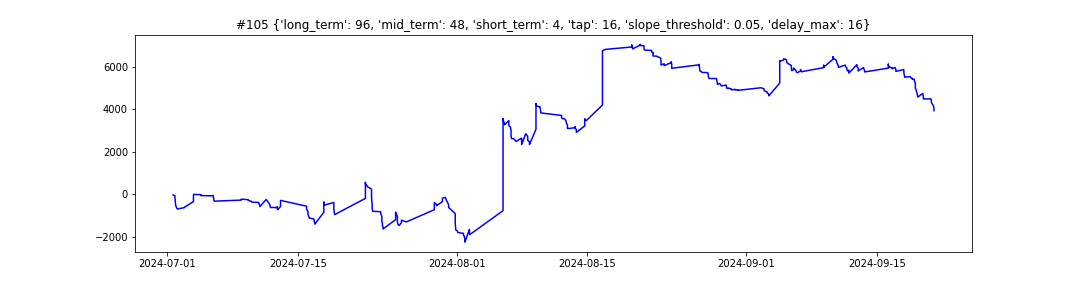 #105 {'long_term': 96, 'mid_term': 48, 'short_term': 4, 'tap': 16, 'slope_threshold': 0.05, 'delay_max': 16}
6000
4000
2000
0
−2000
2024-07-01 2024-07-15 2024-08-01 2024-08-15 2024-09-01 2024-09-15